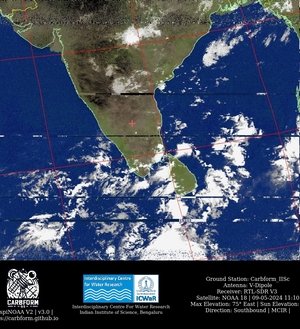 CARBFORM
spiNOAA V2 | v3.0 |
s://carbform.github.io
Interdisciplinary Centre
for Water Research
ICWaR
Interdisciplinary Centre For Water Research
Indian Institute of Science, Bengaluru
Ground Station: Carbform_IISc
Antenna: V-Dipole
Receiver: RTL-SDR V3
Satellite: NOAA 18 | 09-05-2024 11:10
Max Elevation: 75° East | Sun Elevation:
Direction: Southbound | MCIR |